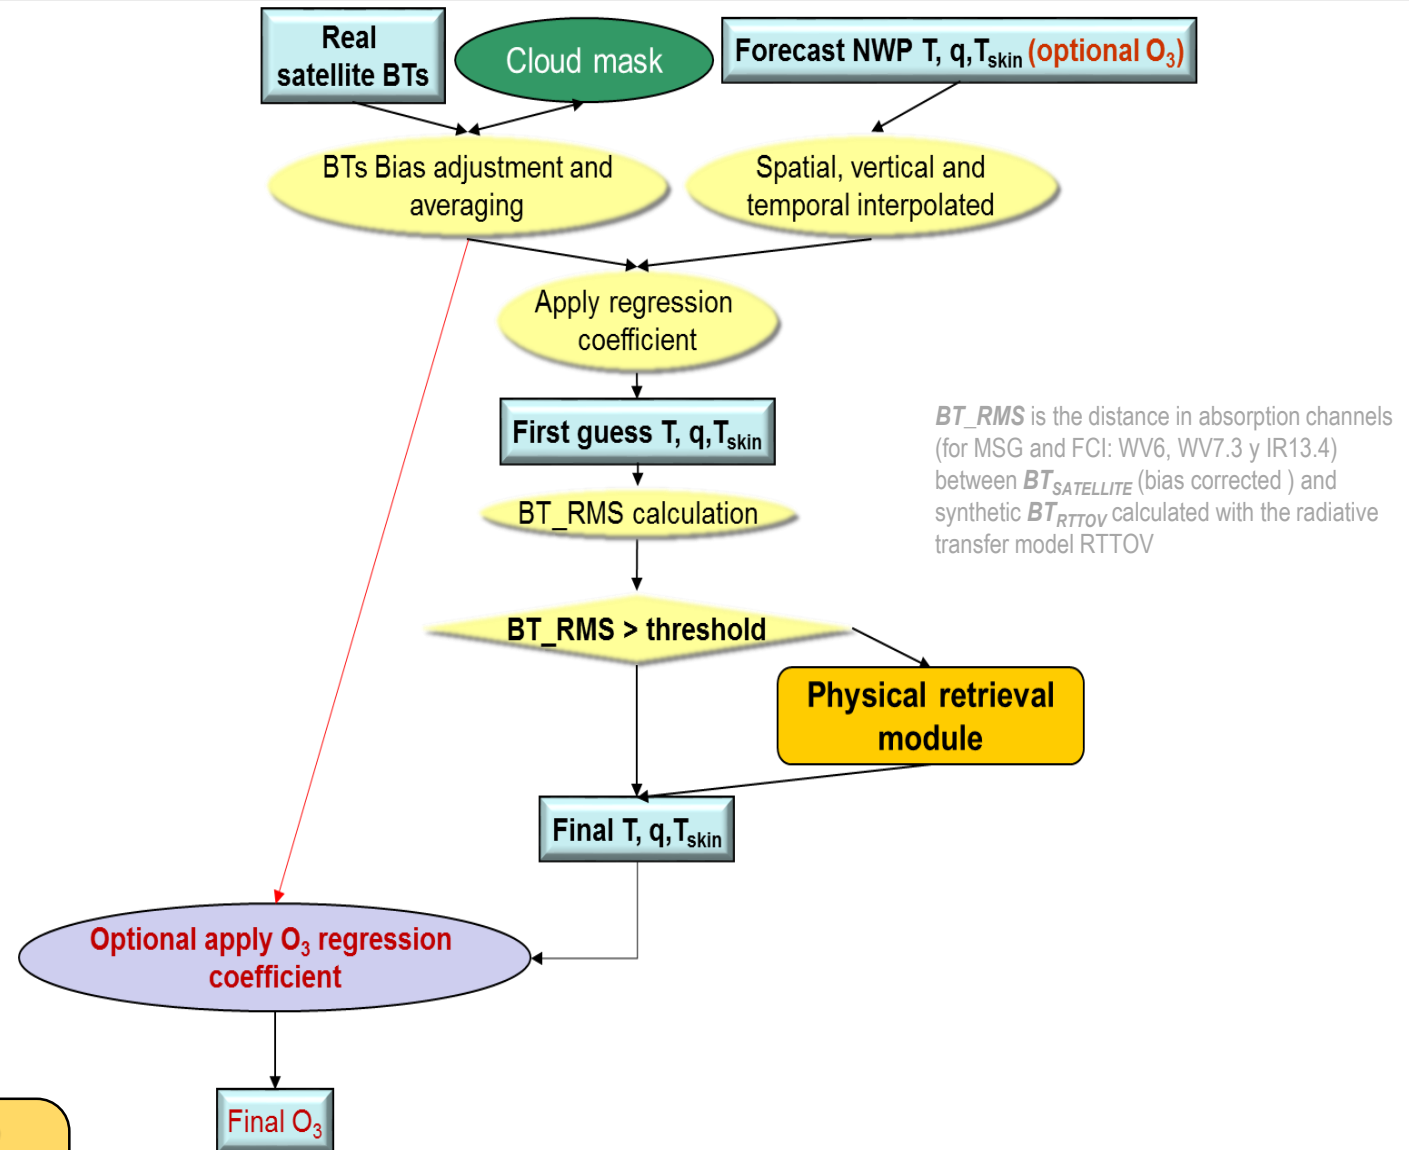 Real
satellite BTs
Cloud mask
Forecast NWP T, q,Tskin (optional O3)
BTs Bias adjustment and
averaging
Spatial, vertical and
temporal interpolated
Apply regression
coefficient
First guess T, q,Tskin
BT_RMS is the distance in absorption channels
(for MSG and FCI: WV6, WV7.3 y IR13.4)
between BTSATELLITE (bias corrected ) and
synthetic BTRTTOV calculated with the radiative
transfer model RTTOV
BT_RMS calculation
BT_RMS > threshold
Physical retrieval
module
Final T, q,Tskin
Optional apply O3 regression
coefficient
Final O3